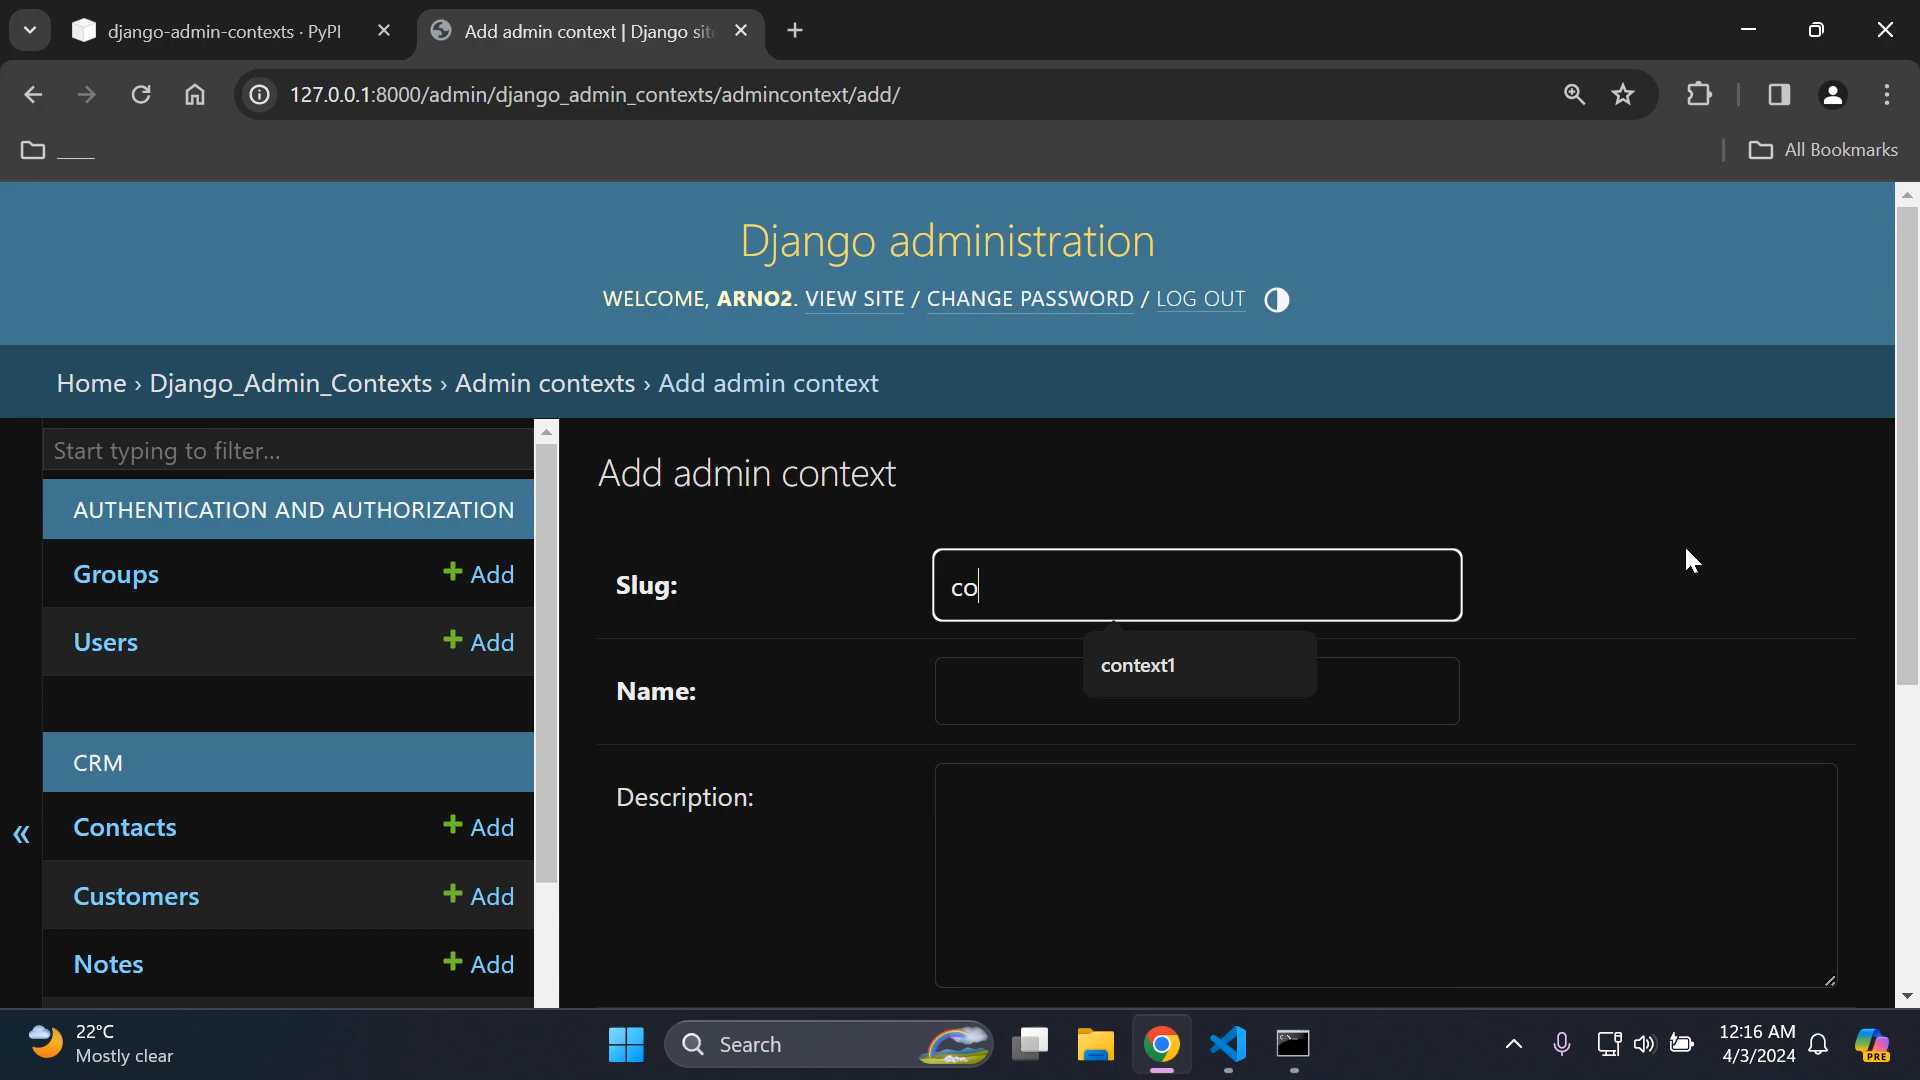 django-admin-contexts · PyPI
Add admin context | Django sit
127.0.0.1:8000/admin/django_admin_contexts/admincontext/add/
____
All Bookmarks
Django administration
WELCOME, ARNO2. VIEW SITE / CHANGE PASSWORD / LOG OUT
Home › Django_Admin_Contexts › Admin contexts › Add admin context
Start typing to filter...
AUTHENTICATION AND AUTHORIZATION
Groups + Add
Users + Add
CRM
Contacts + Add
Customers + Add
Notes + Add
«
Add admin context
Slug: co
context1
Name:
Description:
22°C
Mostly clear
Search
12:16 AM
4/3/2024
PRE